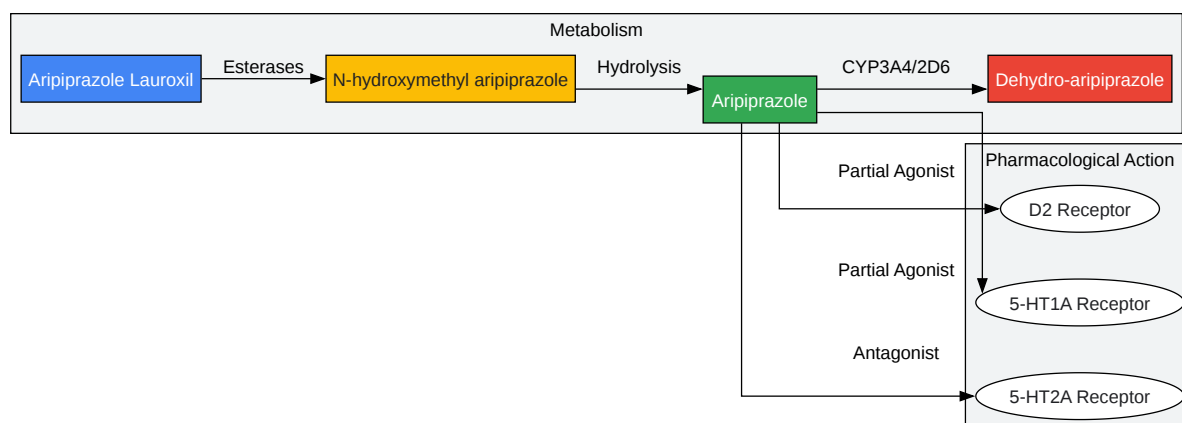 Metabolism
Aripiprazole Lauroxil
Esterases
N-hydroxymethyl aripiprazole
Hydrolysis
Aripiprazole
CYP3A4/2D6
Dehydro-aripiprazole
Pharmacological Action
Partial Agonist
D2 Receptor
Partial Agonist
5-HT1A Receptor
Antagonist
5-HT2A Receptor